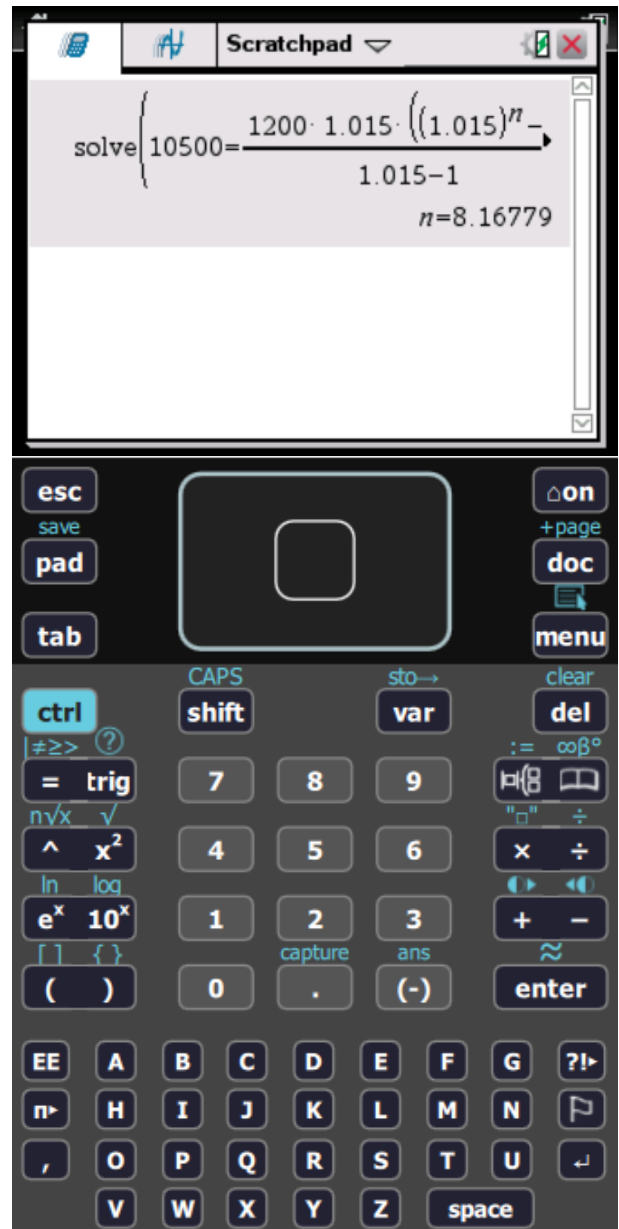 Scratchpad
solve(10500=1200· 1.015· ((1.015)^n−
1.015−1
n=8.16779
esc
⌂on
save
+page
pad
doc
tab
menu
CAPS
sto→
clear
ctrl
shift
var
del
|≠≥>
?
:=
∞β°
=
trig
7
8
9
n√x
√
"□"
÷
^
x²
4
5
6
×
÷
ln
log
eˣ
10ˣ
1
2
3
+
−
[ ]
{ }
capture
ans
≈
(
)
0
.
(-)
enter
EE
A
B
C
D
E
F
G
?!▸
π▸
H
I
J
K
L
M
N
,
O
P
Q
R
S
T
U
↵
V
W
X
Y
Z
space